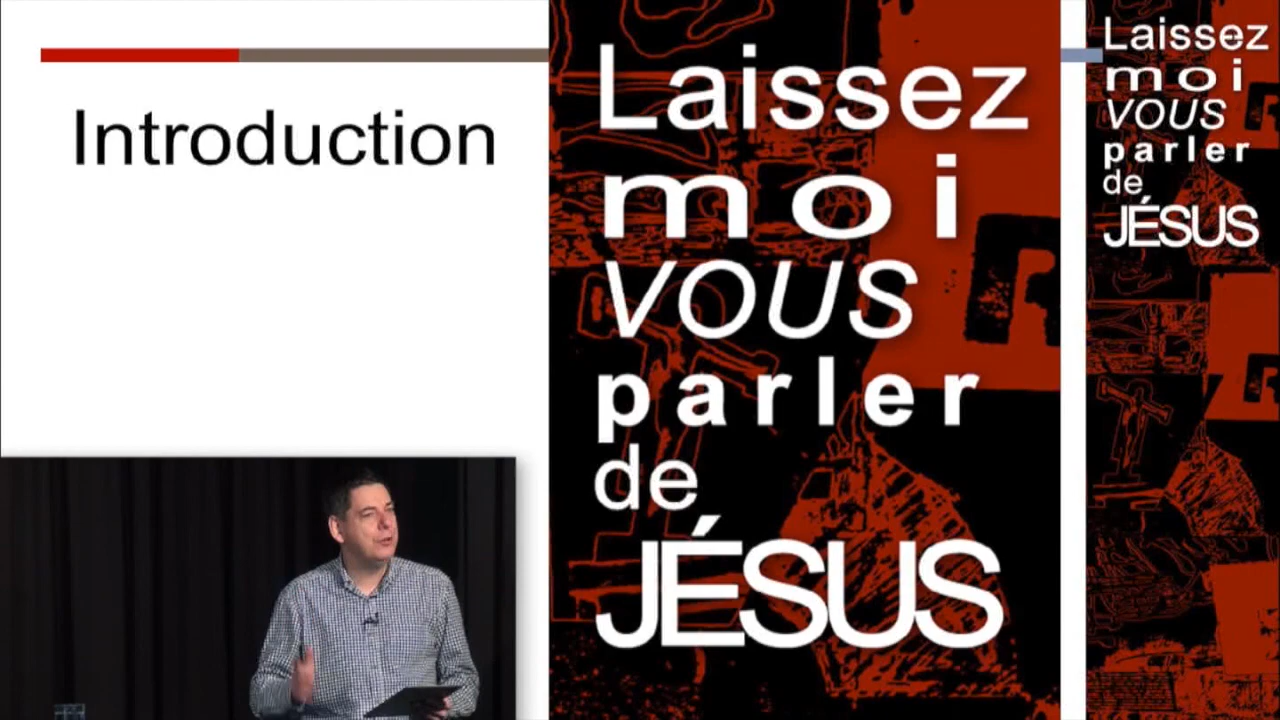 Introduction
Laissez
moi
VOUS
parler
de
JÉSUS
Laissez
moi
VOUS
parler
de
JÉSUS